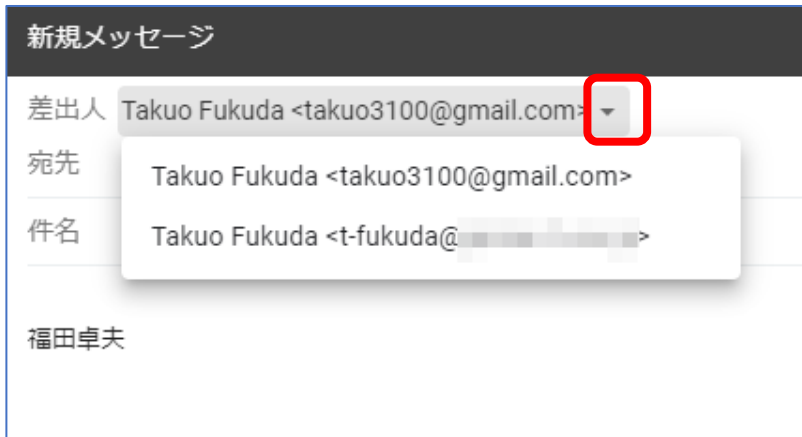 新規メッセージ
差出人 Takuo Fukuda <takuo3100@gmail.com>
宛先
Takuo Fukuda <takuo3100@gmail.com>
件名
Takuo Fukuda <t-fukuda@ >
福田卓夫